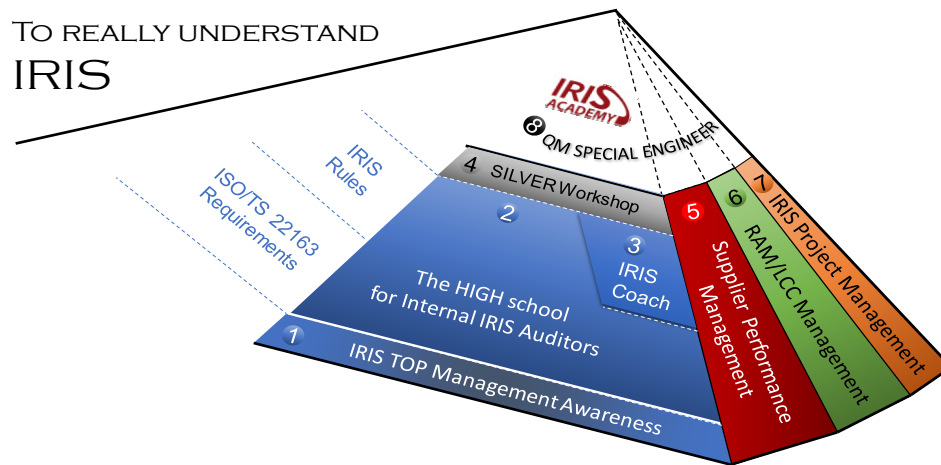 TO REALLY UNDERSTAND
IRIS
IRIS
ACADEMY
8 QM SPECIAL ENGINEER
IRIS
Rules
ISO/TS 22163
Requirements
4 SILVER Workshop
2
The HIGH school
for Internal IRIS Auditors
3
IRIS
Coach
1
IRIS TOP Management Awareness
5
Supplier Performance
Management
6
RAM/LCC Management
7 IRIS Project Management